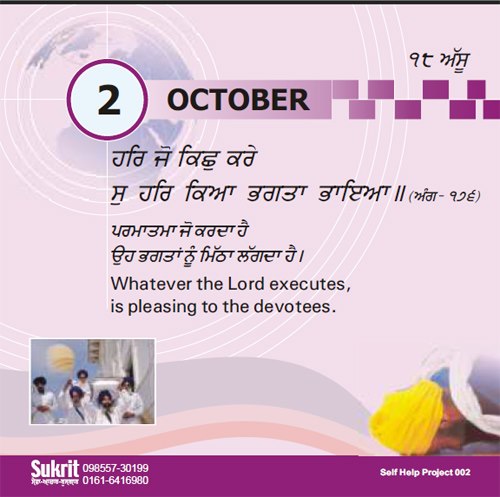 ੧੮ ਅੱਸੂ
2 OCTOBER
ਹਰਿ ਜੋ ਕਿਛੁ ਕਰੇ
ਸੁ ਹਰਿ ਕਿਆ ਭਗਤਾ ਭਾਇਆ॥ (ਅੰਗ- ੧੭੬)
ਪਰਮਾਤਮਾ ਜੋ ਕਰਦਾ ਹੈ
ਉਹ ਭਗਤਾਂ ਨੂੰ ਮਿੱਠਾ ਲੱਗਦਾ ਹੈ।
Whatever the Lord executes,
is pleasing to the devotees.
Sukrit 098557-30199
0161-6416980
Self Help Project 002